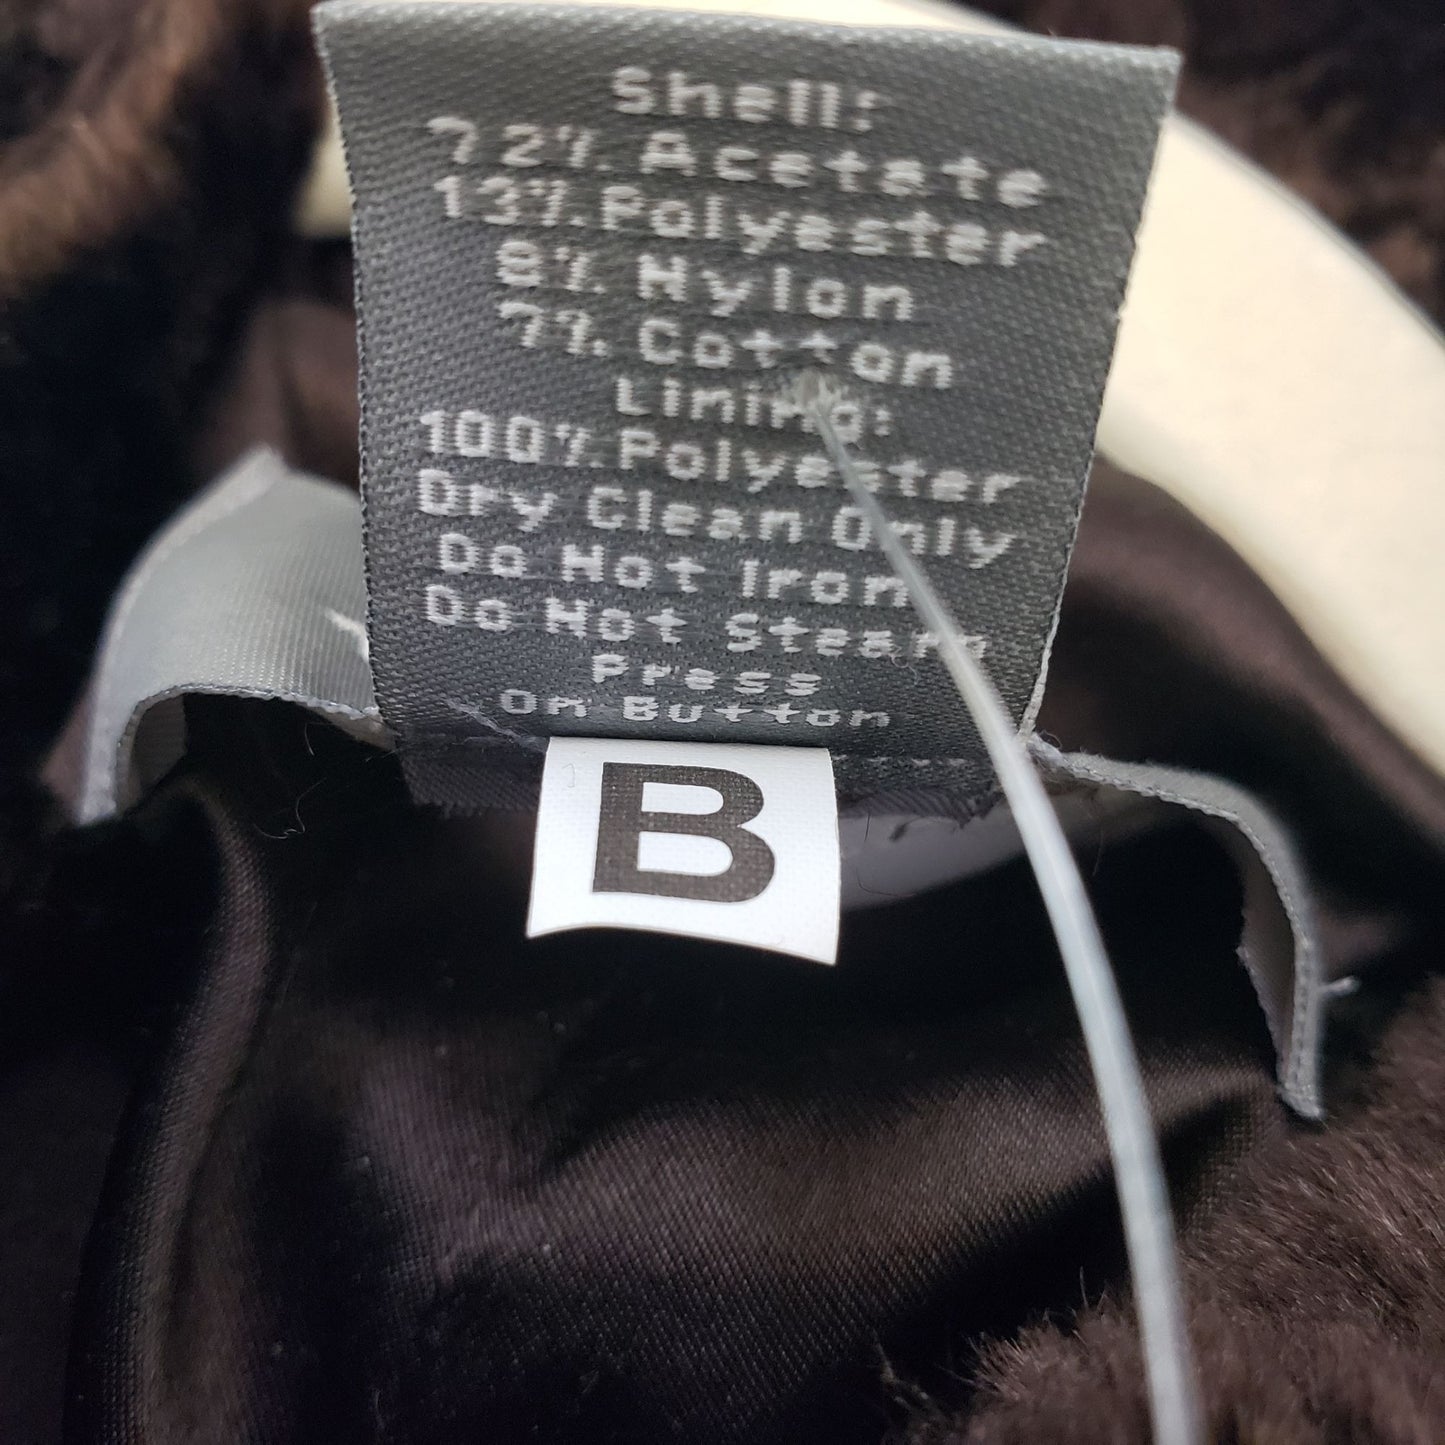 Shell:
72% Acetate
13% Polyester
8% Nylon
7% Cotton
Lining:
100% Polyester
Dry Clean Only
Do Not Iron
Do Not Steam
Press
On Button
B